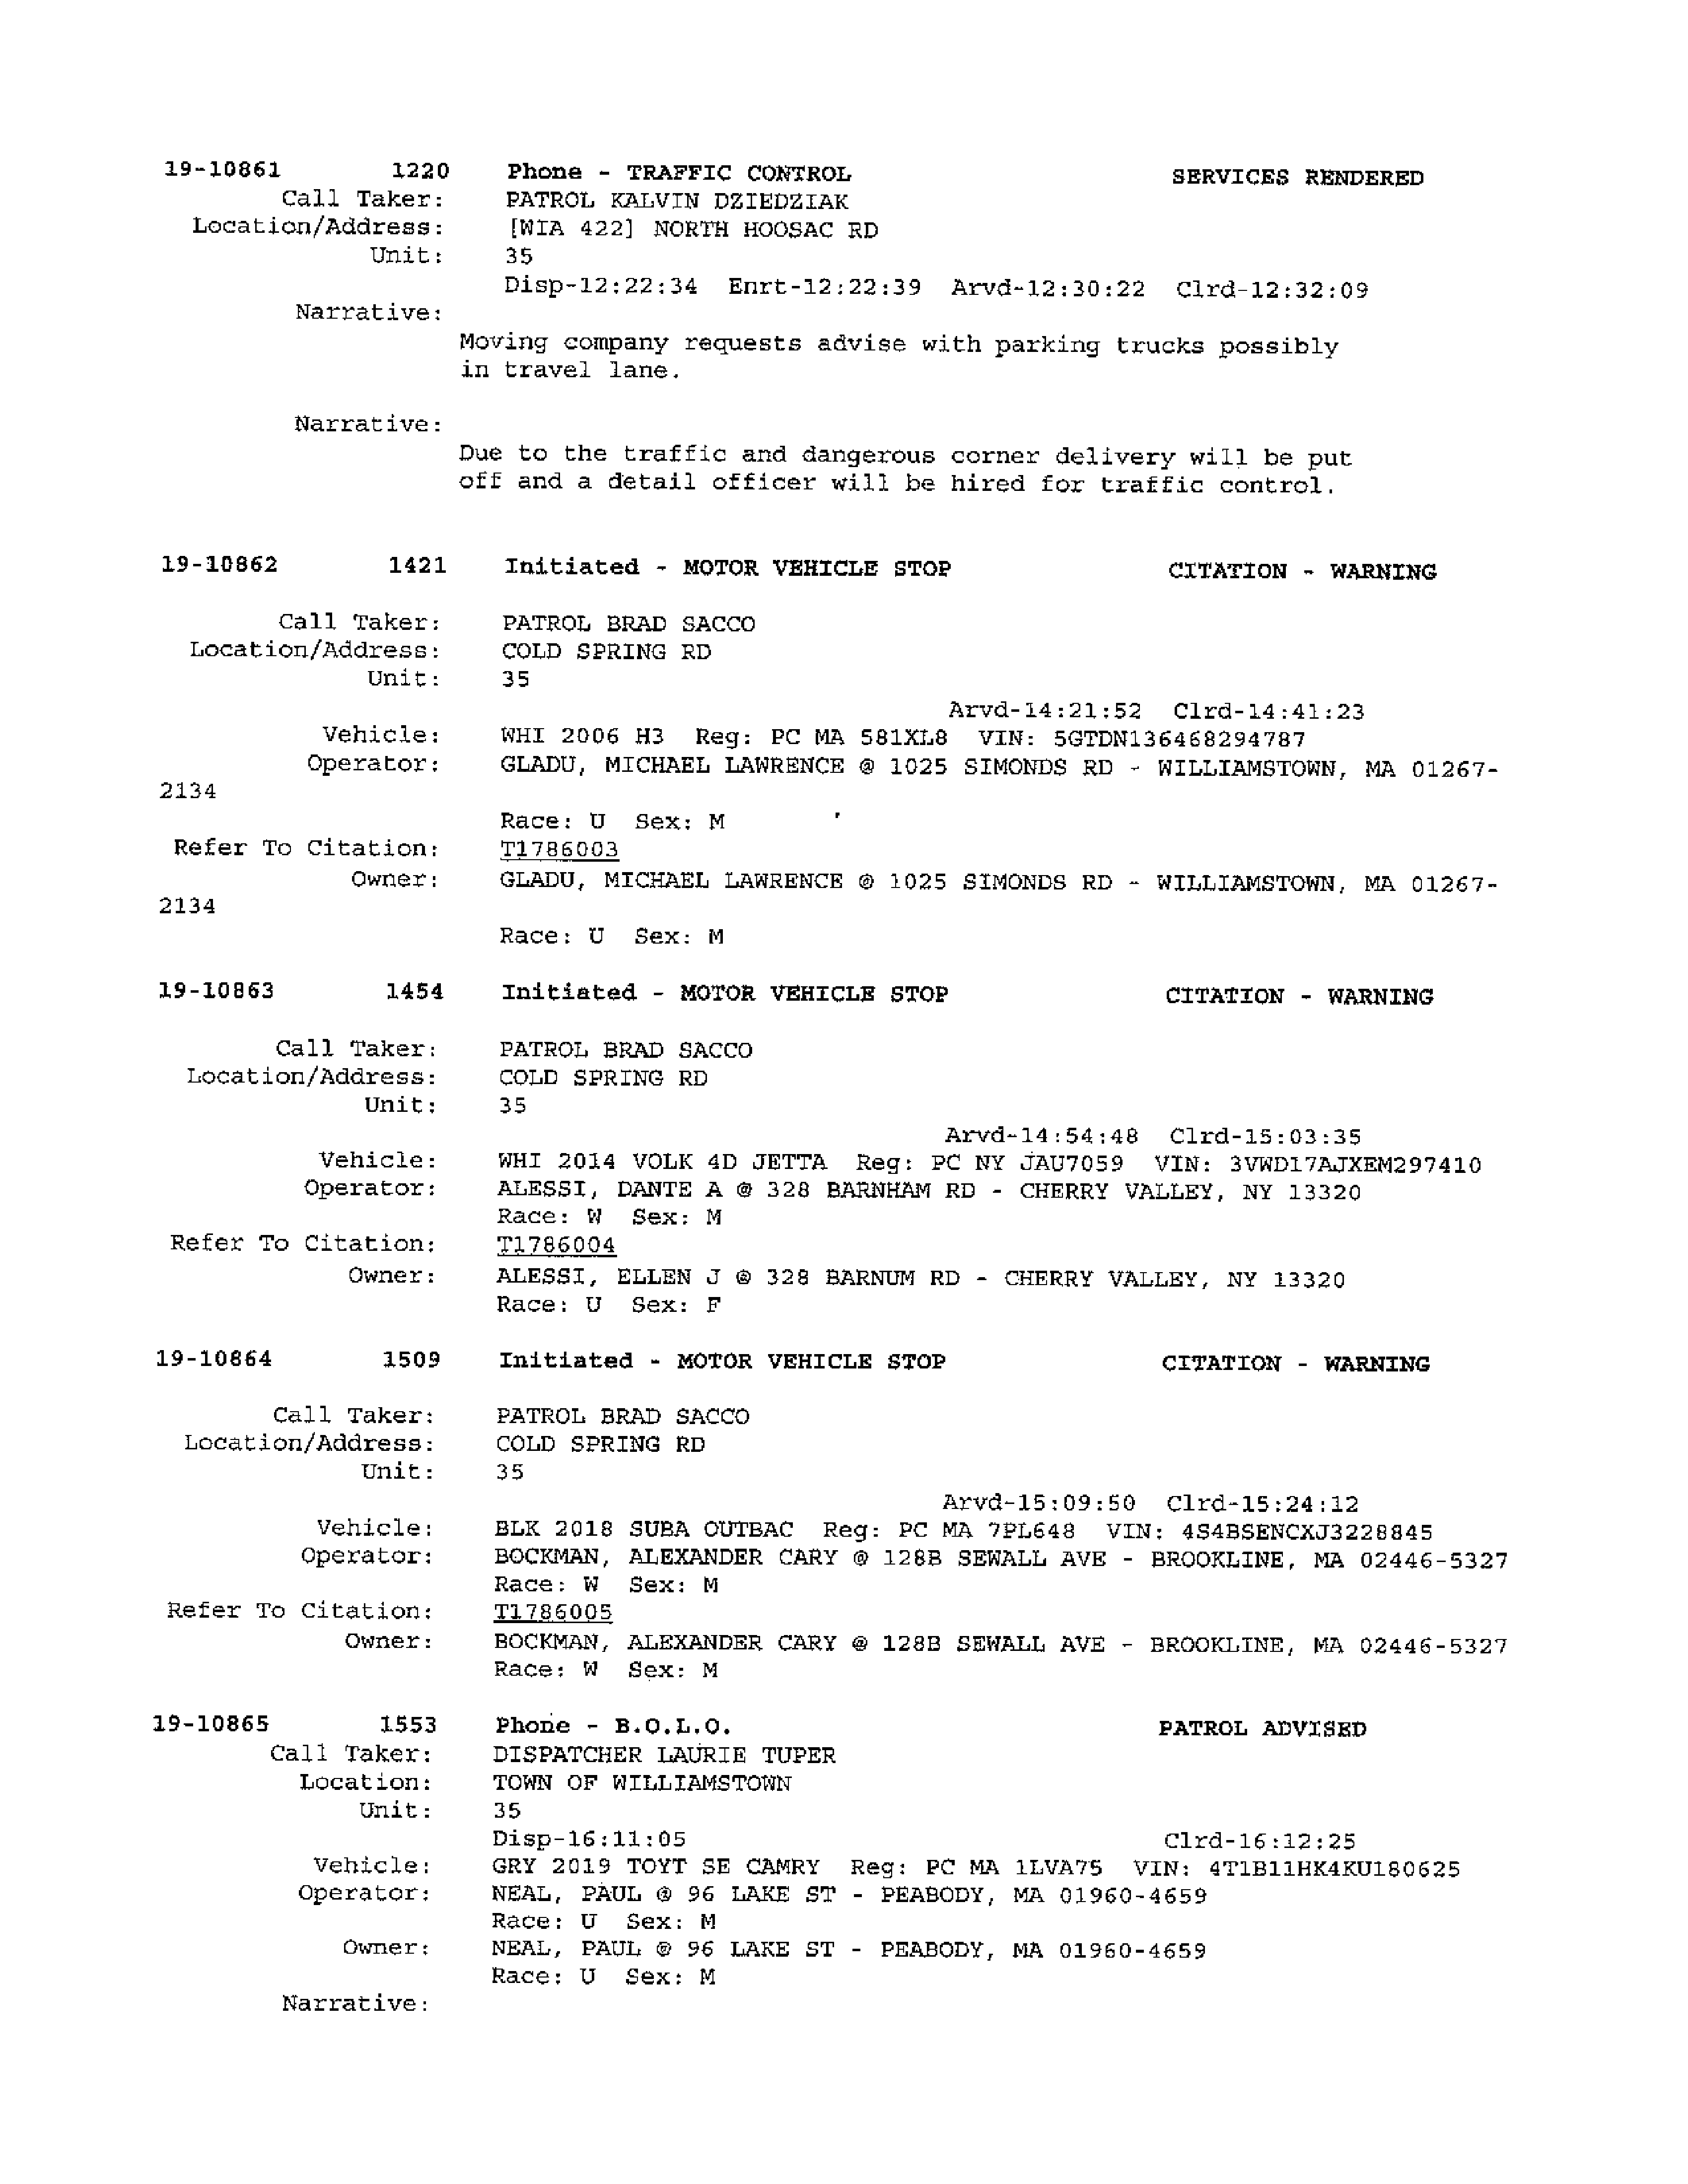 19-10861 1220 Phone - TRAFFIC CONTROL SERVICES RENDERED
Call Taker: PATROL KALVIN DZIEDZIAK
Location/Address: [WIA 422] NORTH HOOSAC RD
Unit: 35
Disp-12:22:34 Enrt-12:22:39 Arvd-12:30:22 Clrd-12:32:09
Narrative:
Moving company requests advise with parking trucks possibly
in travel lane.
Narrative:
Due to the traffic and dangerous corner delivery will be put
off and a detail officer will be hired for traffic control.
19-10862 1421 Initiated - MOTOR VEHICLE STOP CITATION - WARNING
Call Taker: PATROL BRAD SACCO
Location/Address: COLD SPRING RD
Unit: 35
Arvd-14:21:52 Clrd-14:41:23
Vehicle: WHI 2006 H3 Reg: PC MA 581XL8 VIN: 5GTDN136468294787
Operator: GLADU, MICHAEL LAWRENCE @ 1025 SIMONDS RD - WILLIAMSTOWN, MA 01267-
2134
Race: U Sex: M
Refer To Citation: T1786003
Owner: GLADU, MICHAEL LAWRENCE @ 1025 SIMONDS RD - WILLIAMSTOWN, MA 01267-
2134
Race: U Sex: M
19-10863 1454 Initiated - MOTOR VEHICLE STOP CITATION - WARNING
Call Taker: PATROL BRAD SACCO
Location/Address: COLD SPRING RD
Unit: 35
Arvd-14:54:48 Clrd-15:03:35
Vehicle: WHI 2014 VOLK 4D JETTA Reg: PC NY JAU7059 VIN: 3VWD17AJXEM297410
Operator: ALESSI, DANTE A @ 328 BARNHAM RD - CHERRY VALLEY, NY 13320
Race: W Sex: M
Refer To Citation: T1786004
Owner: ALESSI, ELLEN J @ 328 BARNUM RD - CHERRY VALLEY, NY 13320
Race: U Sex: F
19-10864 1509 Initiated - MOTOR VEHICLE STOP CITATION - WARNING
Call Taker: PATROL BRAD SACCO
Location/Address: COLD SPRING RD
Unit: 35
Arvd-15:09:50 Clrd-15:24:12
Vehicle: BLK 2018 SUBA OUTBAC Reg: PC MA 7PL648 VIN: 4S4BSENCXJ3228845
Operator: BOCKMAN, ALEXANDER CARY @ 128B SEWALL AVE - BROOKLINE, MA 02446-5327
Race: W Sex: M
Refer To Citation: T1786005
Owner: BOCKMAN, ALEXANDER CARY @ 128B SEWALL AVE - BROOKLINE, MA 02446-5327
Race: W Sex: M
19-10865 1553 Phone - B.O.L.O. PATROL ADVISED
Call Taker: DISPATCHER LAURIE TUPER
Location: TOWN OF WILLIAMSTOWN
Unit: 35
Disp-16:11:05 Clrd-16:12:25
Vehicle: GRY 2019 TOYT SE CAMRY Reg: PC MA 1LVA75 VIN: 4T1B11HK4KU180625
Operator: NEAL, PAUL @ 96 LAKE ST - PEABODY, MA 01960-4659
Race: U Sex: M
Owner: NEAL, PAUL @ 96 LAKE ST - PEABODY, MA 01960-4659
Race: U Sex: M
Narrative: